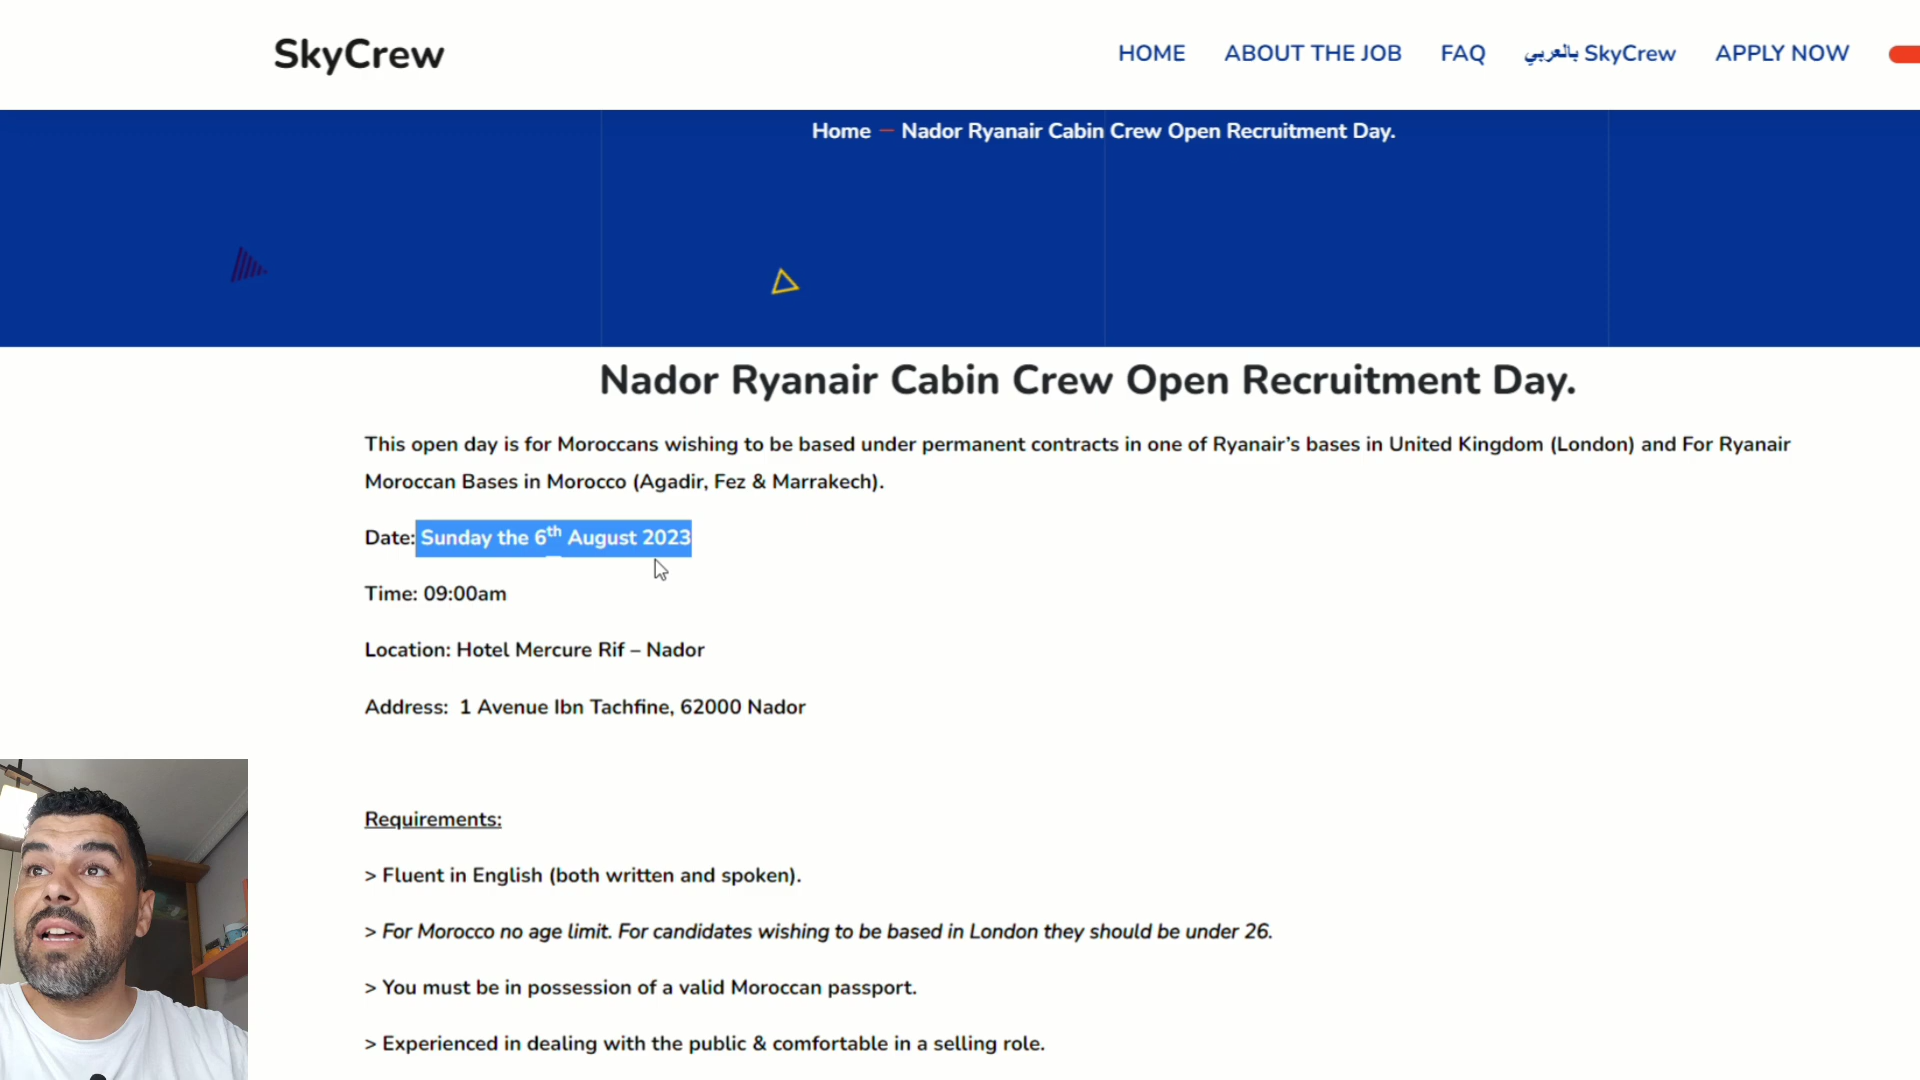 SkyCrew
HOME ABOUT THE JOB FAQ SkyCrew بالعربي APPLY NOW
Home — Nador Ryanair Cabin Crew Open Recruitment Day.
Nador Ryanair Cabin Crew Open Recruitment Day.
This open day is for Moroccans wishing to be based under permanent contracts in one of Ryanair’s bases in United Kingdom (London) and For Ryanair
Moroccan Bases in Morocco (Agadir, Fez & Marrakech).
Date: Sunday the 6th August 2023
Time: 09:00am
Location: Hotel Mercure Rif – Nador
Address: 1 Avenue Ibn Tachfine, 62000 Nador
Requirements:
> Fluent in English (both written and spoken).
> For Morocco no age limit. For candidates wishing to be based in London they should be under 26.
> You must be in possession of a valid Moroccan passport.
> Experienced in dealing with the public & comfortable in a selling role.